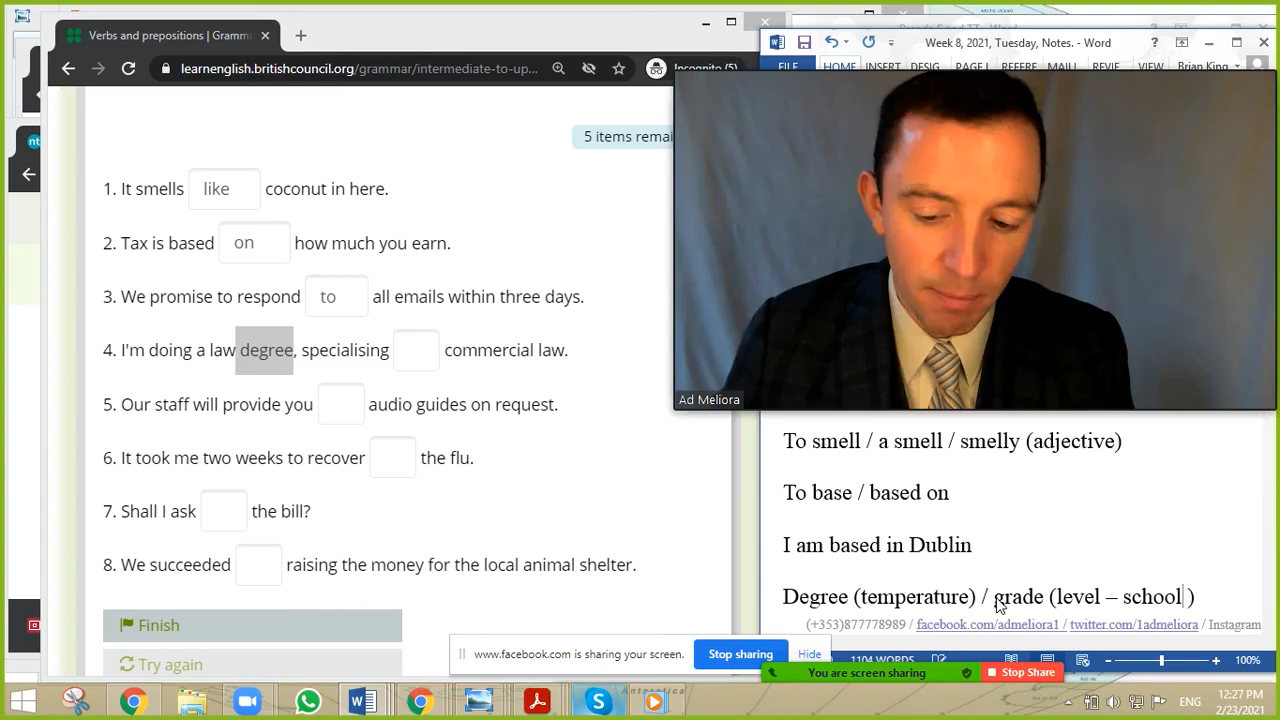 Verbs and prepositions | Gramma
Week 8, 2021, Tuesday, Notes. - Word
learnenglish.britishcouncil.org/grammar/intermediate-to-up...
Incognito (5)
FILE
HOME
INSERT
DESIG
PAGE L
REFERE
MAILI
REVIE
VIEW
Brian King
nt
5 items remai
1. It smells like coconut in here.
2. Tax is based on how much you earn.
3. We promise to respond to all emails within three days.
4. I'm doing a law degree, specialising commercial law.
5. Our staff will provide you audio guides on request.
6. It took me two weeks to recover the flu.
7. Shall I ask the bill?
8. We succeeded raising the money for the local animal shelter.
Finish
Try again
Ad Meliora
To smell / a smell / smelly (adjective)
To base / based on
I am based in Dublin
Degree (temperature) / grade (level – school )
(+353)877778989 / facebook.com/admeliora1 / twitter.com/1admeliora / Instagram
www.facebook.com is sharing your screen.
Stop sharing
Hide
1104 WORDS
100%
You are screen sharing
Stop Share
Antarctica
ENG
12:27 PM
2/23/2021